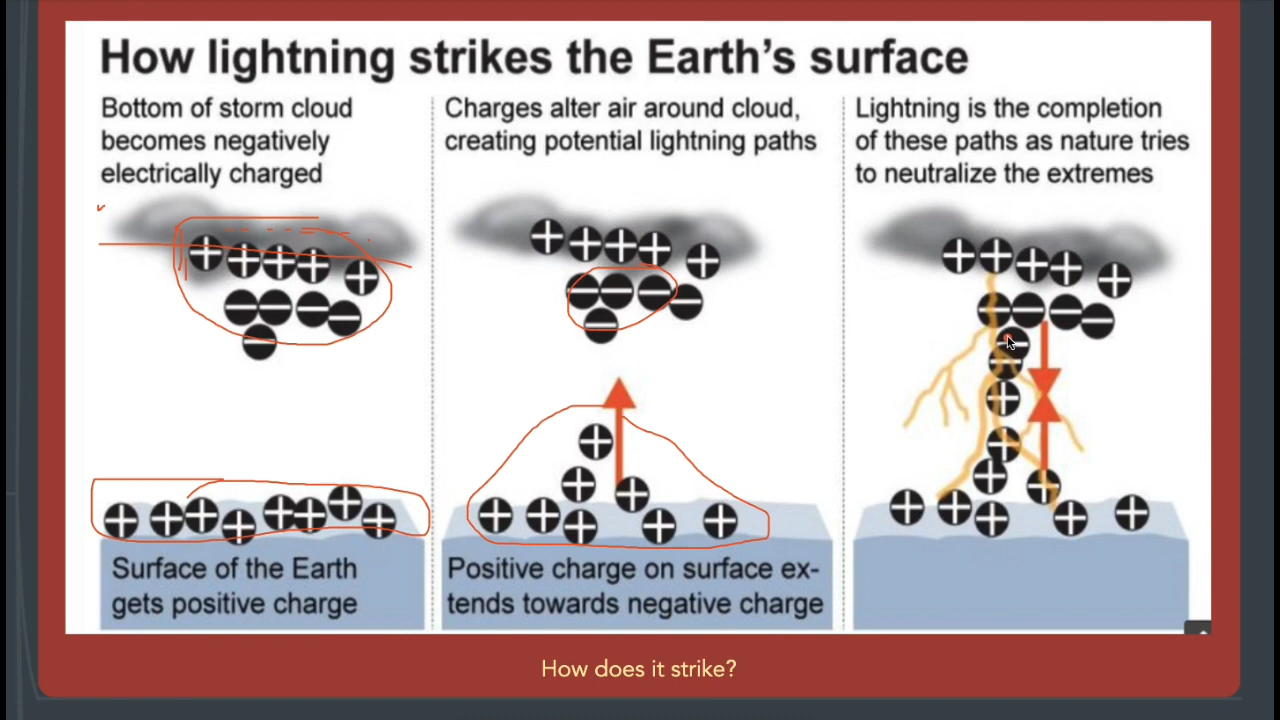 How lightning strikes the Earth's surface
Bottom of storm cloud
becomes negatively
electrically charged
Charges alter air around cloud,
creating potential lightning paths
Lightning is the completion
of these paths as nature tries
to neutralize the extremes
Surface of the Earth
gets positive charge
Positive charge on surface ex-
tends towards negative charge
How does it strike?